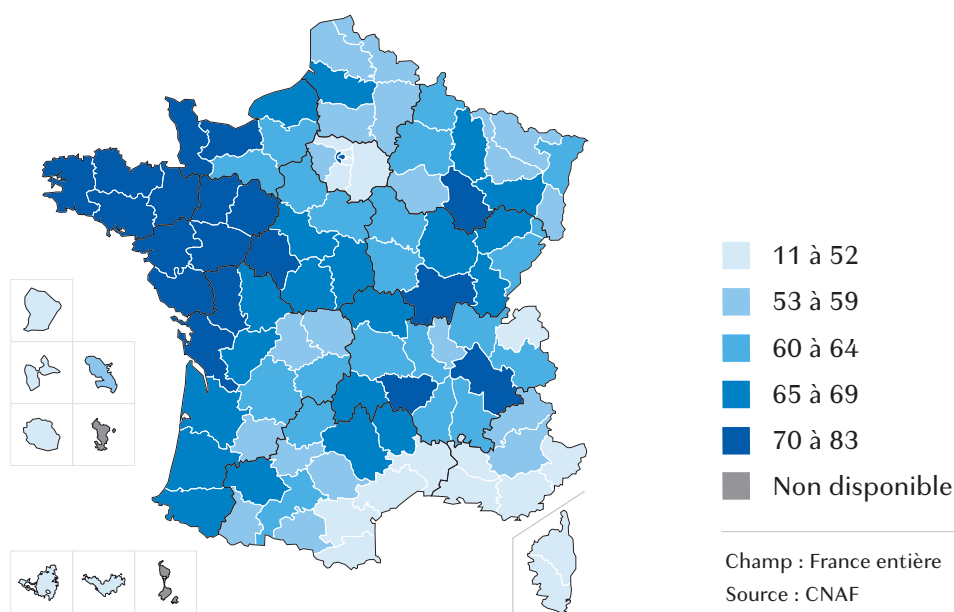 11 à 52
53 à 59
60 à 64
65 à 69
70 à 83
Non disponible
Champ : France entière
Source : CNAF